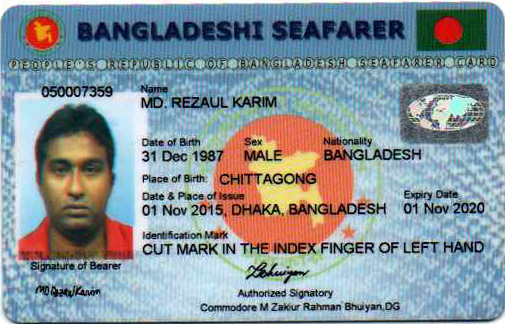 BANGLADESHI SEAFARER
PEOPLE'S REPUBLIC OF BANGLADESH SEAFARER CARD
050007359
Name
MD. REZAUL KARIM
Date of Birth Sex Nationality
31 Dec 1987 MALE BANGLADESH
Place of Birth: CHITTAGONG
Date & Place of Issue Expiry Date
01 Nov 2015, DHAKA, BANGLADESH 01 Nov 2020
Identification Mark
CUT MARK IN THE INDEX FINGER OF LEFT HAND
Signature of Bearer
MD Rezaul Karim
Authorized Signatory
Commodore M Zakiur Rahman Bhuiyan,DG